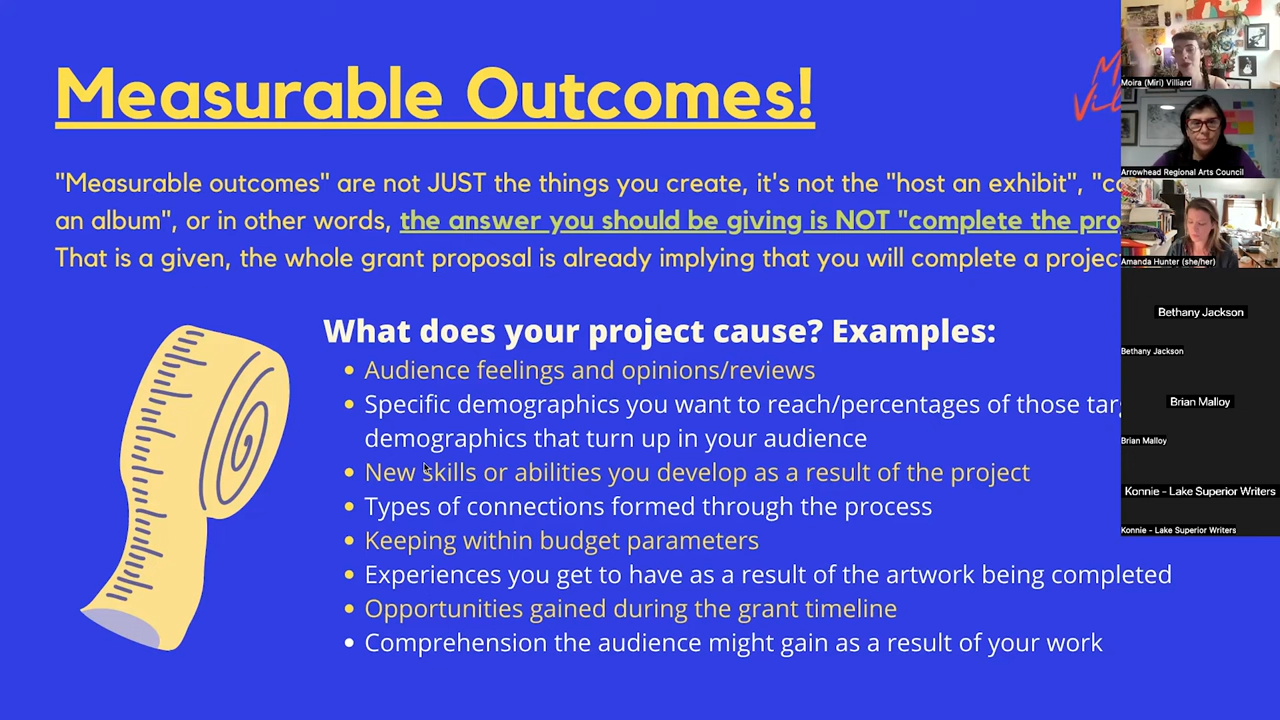 Measurable Outcomes!
"Measurable outcomes" are not JUST the things you create, it's not the "host an exhibit",
an album", or in other words, the answer you should be giving is NOT "complete the
That is a given, the whole grant proposal is already implying that you will complete a
What does your project cause? Examples:
• Audience feelings and opinions/reviews
• Specific demographics you want to reach/percentages of those
demographics that turn up in your audience
• New skills or abilities you develop as a result of the project
• Types of connections formed through the process
• Keeping within budget parameters
• Experiences you get to have as a result of the artwork being completed
• Opportunities gained during the grant timeline
• Comprehension the audience might gain as a result of your work
Moira (Miri) Villiard
Arrowhead Regional Arts Council
Amanda Hunter (she/her)
Bethany Jackson
Bethany Jackson
Brian Malloy
Brian Malloy
Konnie - Lake Superior Writers
Konnie - Lake Superior Writers